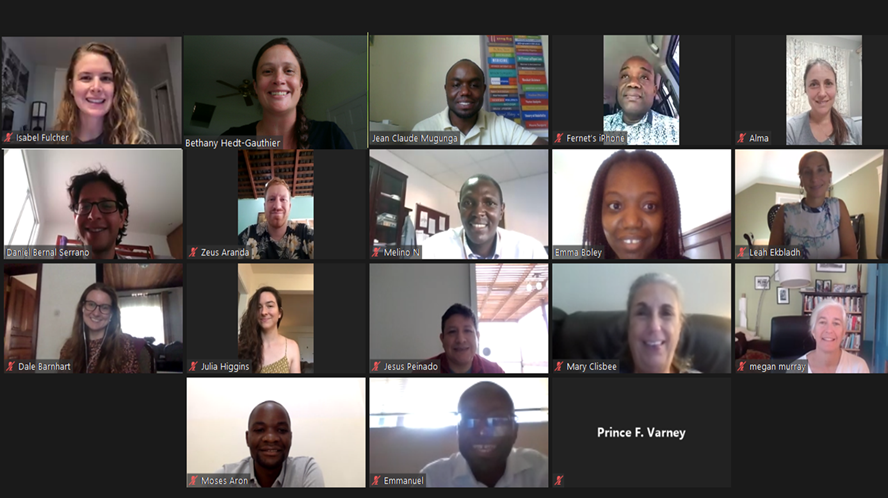 Isabel Fulcher
Bethany Hedt-Gauthier
Jean Claude Mugunga
Fernet's iPhone
Alma
Daniel Bernal Serrano
Zeus Aranda
Melino N
Emma Boley
Leah Ekbladh
Dale Barnhart
Julia Higgins
Jesus Peinado
Mary Clisbee
megan murray
Moses Aron
Emmanuel
Prince F. Varney